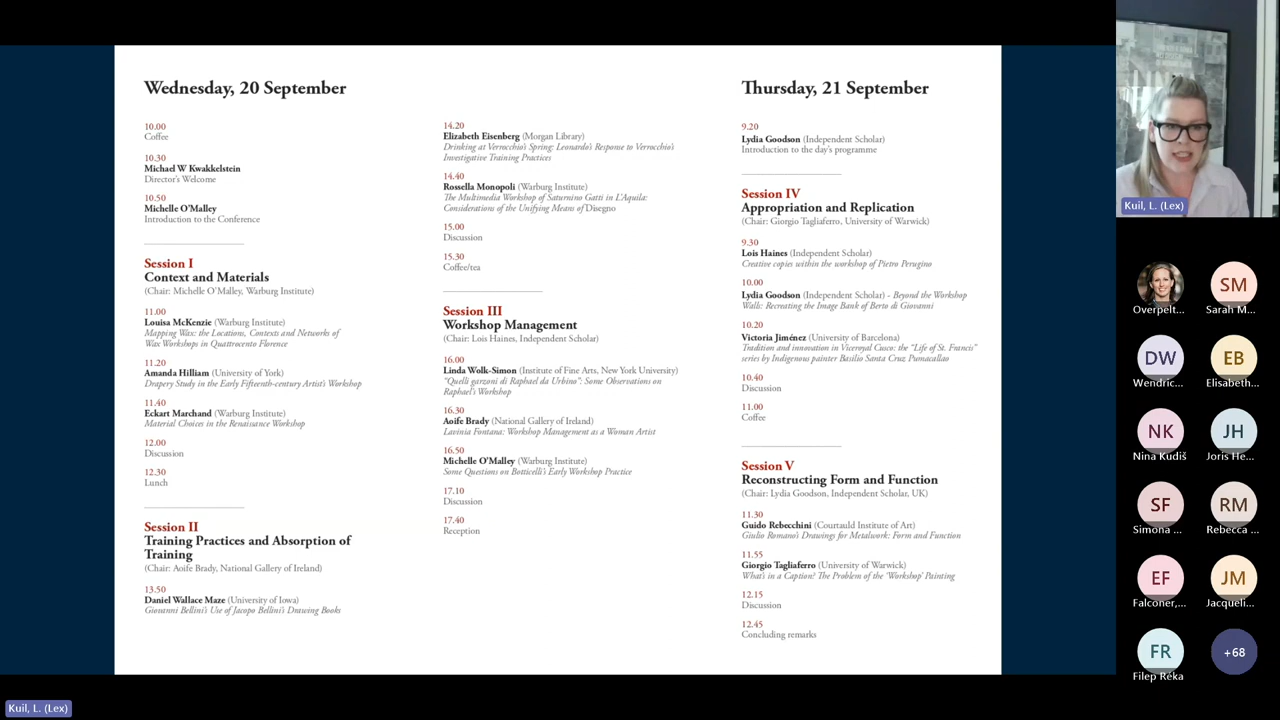 Wednesday, 20 September
10.00
Coffee
10.30
Michael W Kwakkelstein
Director's Welcome
10.50
Michelle O'Malley
Introduction to the Conference
Session I
Context and Materials
(Chair: Michelle O'Malley, Warburg Institute)
11.00
Louisa McKenzie (Warburg Institute)
Mapping Wax: the Locations, Contexts and Networks of
Wax Workshops in Quattrocento Florence
11.20
Amanda Hilliam (University of York)
Drapery Study in the Early Fifteenth-century Artist's Workshop
11.40
Eckart Marchand (Warburg Institute)
Material Choices in the Renaissance Workshop
12.00
Discussion
12.30
Lunch
Session II
Training Practices and Absorption of
Training
(Chair: Aoife Brady, National Gallery of Ireland)
13.50
Daniel Wallace Maze (University of Iowa)
Giovanni Bellini's Use of Jacopo Bellini's Drawing Books
14.20
Elizabeth Eisenberg (Morgan Library)
Drinking at Verrocchio's Spring: Leonardo's Response to Verrocchio's
Investigative Training Practices
14.40
Rossella Monopoli (Warburg Institute)
The Multimedia Workshop of Saturnino Gatti in L'Aquila:
Considerations of the Unifying Means of Disegno
15.00
Discussion
15.30
Coffee/tea
Session III
Workshop Management
(Chair: Lois Haines, Independent Scholar)
16.00
Linda Wolk-Simon (Institute of Fine Arts, New York University)
"Quelli garzoni di Raphael da Urbino": Some Observations on
Raphael's Workshop
16.30
Aoife Brady (National Gallery of Ireland)
Lavinia Fontana: Workshop Management as a Woman Artist
16.50
Michelle O'Malley (Warburg Institute)
Some Questions on Botticelli's Early Workshop Practice
17.10
Discussion
17.40
Reception
Thursday, 21 September
9.20
Lydia Goodson (Independent Scholar)
Introduction to the day's programme
Session IV
Appropriation and Replication
(Chair: Giorgio Tagliaferro, University of Warwick)
9.30
Lois Haines (Independent Scholar)
Creative copies within the workshop of Pietro Perugino
10.00
Lydia Goodson (Independent Scholar) - Beyond the Workshop
Walls: Recreating the Image Bank of Berto di Giovanni
10.20
Victoria Jiménez (University of Barcelona)
Tradition and innovation in Viceroyal Cusco: the "Life of St. Francis"
series by Indigenous painter Basilio Santa Cruz Pumacallao
10.40
Discussion
11.00
Coffee
Session V
Reconstructing Form and Function
(Chair: Lydia Goodson, Independent Scholar, UK)
11.30
Guido Rebecchini (Courtauld Institute of Art)
Giulio Romano's Drawings for Metalwork: Form and Function
11.55
Giorgio Tagliaferro (University of Warwick)
What's in a Caption? The Problem of the 'Workshop' Painting
12.15
Discussion
12.45
Concluding remarks
Kuil, L. (Lex)
Overpelt...
SM
Sarah M...
DW
Wendric...
EB
Elisabeth...
NK
Nina Kudiš
JH
Joris He...
SF
Simona ...
RM
Rebecca ...
EF
Falconer,...
JM
Jacqueli...
FR
Filep Réka
+68
Kuil, L. (Lex)